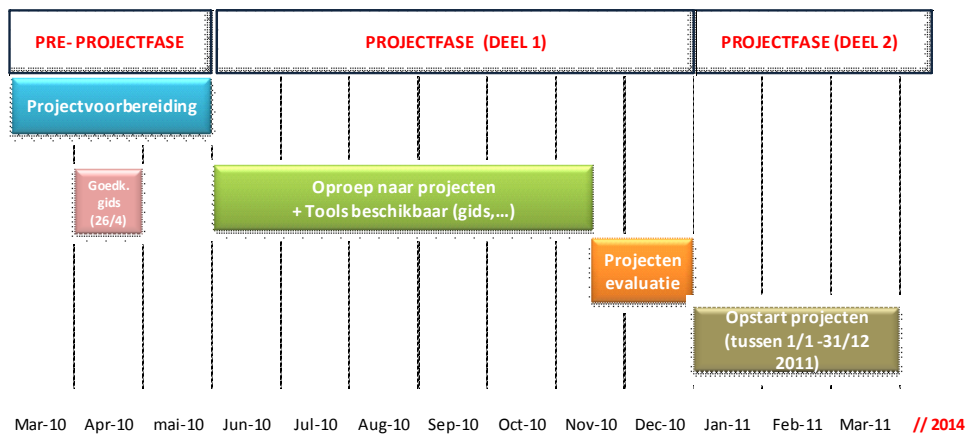 PRE- PROJECTFASE
PROJECTFASE (DEEL 1)
PROJECTFASE (DEEL 2)
Projectvoorbereiding
Goedk.
gids
(26/4)
Oproep naar projecten
+ Tools beschikbaar (gids,...)
Projecten
evaluatie
Opstart projecten
(tussen 1/1 -31/12
2011)
Mar-10 Apr-10 mai-10 Jun-10 Jul-10 Aug-10 Sep-10 Oct-10 Nov-10 Dec-10 Jan-11 Feb-11 Mar-11 // 2014